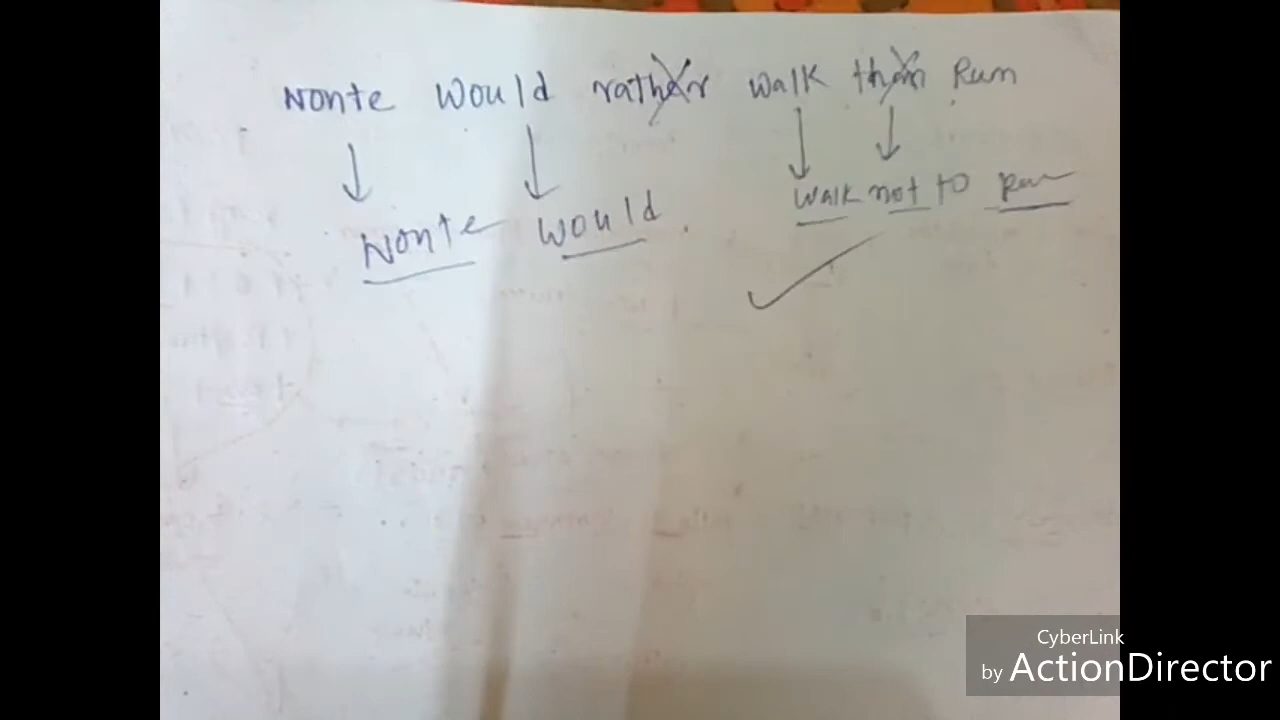 Nonte would rather walk than Run
Nonte would. walk not to Run
CyberLink
by ActionDirector